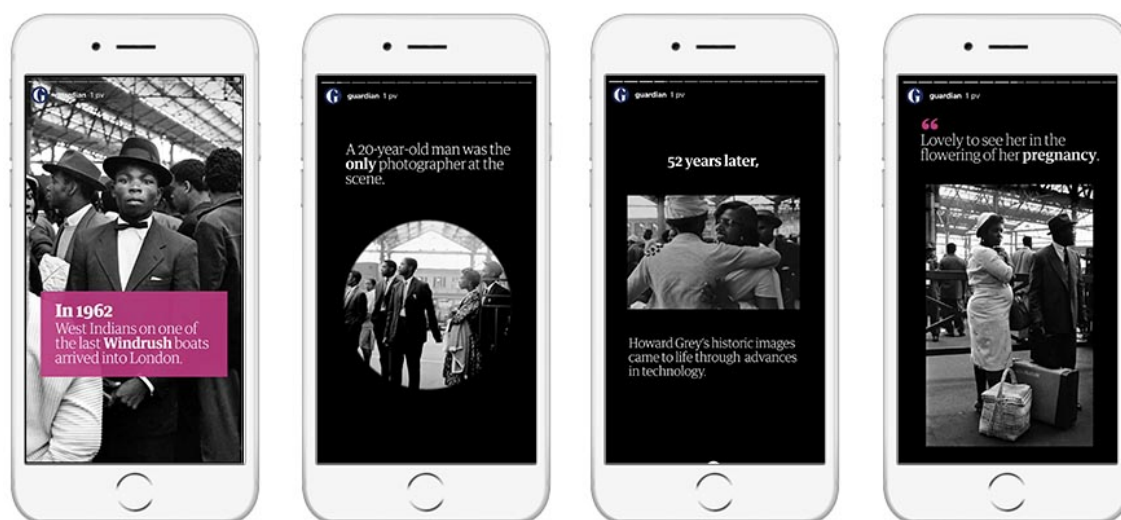 G guardian 1 pv
In 1962
West Indians on one of
the last Windrush boats
arrived into London.
G guardian 1 pv
A 20-year-old man was the
only photographer at the
scene.
G guardian 1 pv
52 years later,
Howard Grey's historic images
came to life through advances
in technology.
G guardian 1 pv
“
Lovely to see her in the
flowering of her pregnancy.